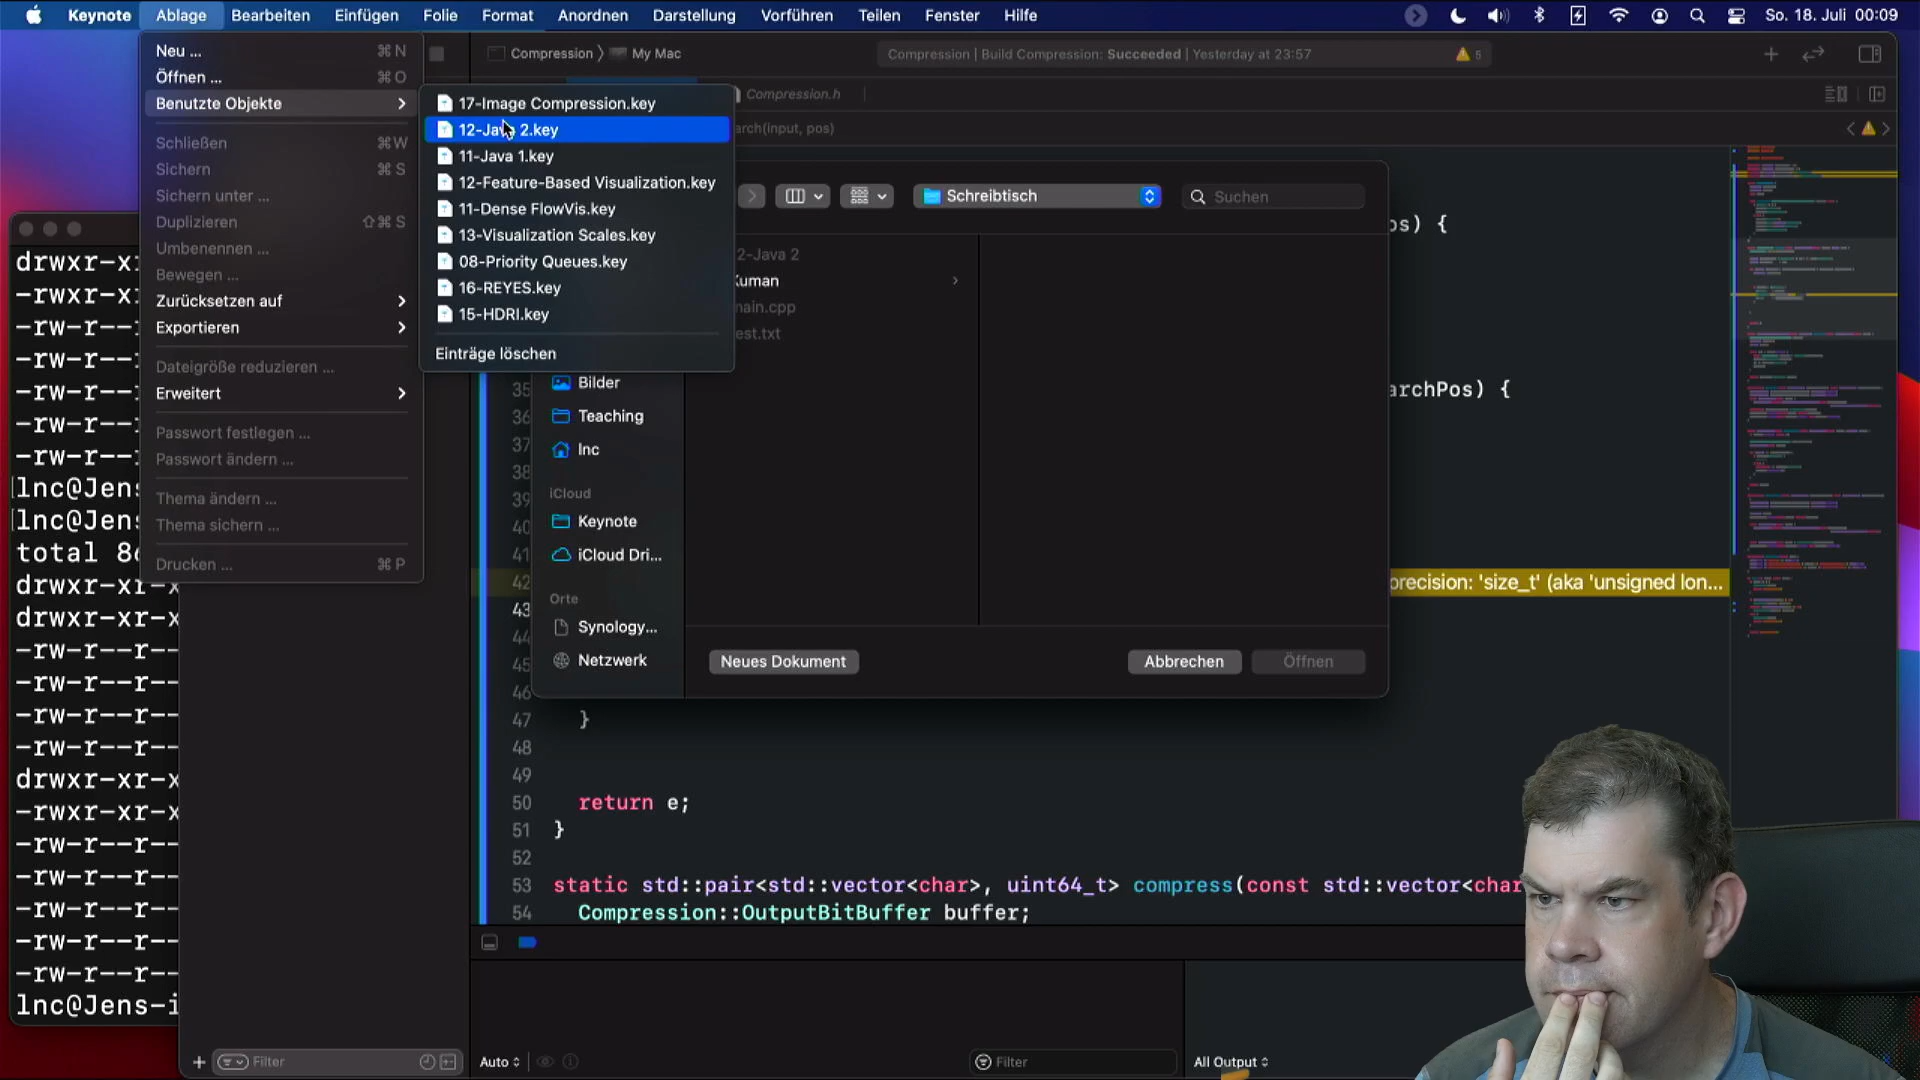 Keynote Ablage Bearbeiten Einfügen Folie Format Anordnen Darstellung Vorführen Teilen Fenster Hilfe So. 18. Juli 00:09
Neu ... ⌘ N
Öffnen ... ⌘ O
Benutzte Objekte
Schließen ⌘ W
Sichern ⌘ S
Sichern unter ...
Duplizieren ⇧⌘ S
Umbenennen ...
Bewegen ...
Zurücksetzen auf
Exportieren
Dateigröße reduzieren ...
Erweitert
Passwort festlegen ...
Passwort ändern ...
Thema ändern ...
Thema sichern ...
Drucken ... ⌘ P
17-Image Compression.key
12-Java 2.key
11-Java 1.key
12-Feature-Based Visualization.key
11-Dense FlowVis.key
13-Visualization Scales.key
08-Priority Queues.key
16-REYES.key
15-HDRI.key
Einträge löschen
Compression 〉 My Mac
Compression | Build Compression: Succeeded | Yesterday at 23:57 5
Compression.h
arch(input, pos)
Schreibtisch
Suchen
2-Java 2
Kuman
main.cpp
est.txt
Bilder
Teaching
lnc
iCloud
Keynote
iCloud Dri...
Orte
Synology...
Netzwerk
Neues Dokument Abbrechen Öffnen
os) {
35 archPos) {
36
37
38
39
40
41
42 precision: 'size_t' (aka 'unsigned lon...
43
44
45
46
47 }
48
49
50 return e;
51 }
52
53 static std::pair<std::vector<char>, uint64_t> compress(const std::vector<char
54 Compression::OutputBitBuffer buffer;
drwxr-xr
-rwxr-x
-rw-r--
-rw-r--
-rw-r--
-rw-r--
-rw-r--
lnc@Jens
lnc@Jens
total 8
drwxr-xr-x
drwxr-xr-x
-rw-r--r--
-rw-r--r--
-rw-r--r--
-rw-r--r--
drwxr-xr-x
-rwxr-xr-x
-rw-r--r--
-rw-r--r--
-rw-r--r--
-rw-r--r--
-rw-r--r--
lnc@Jens-i
Filter
Auto
Filter
All Output